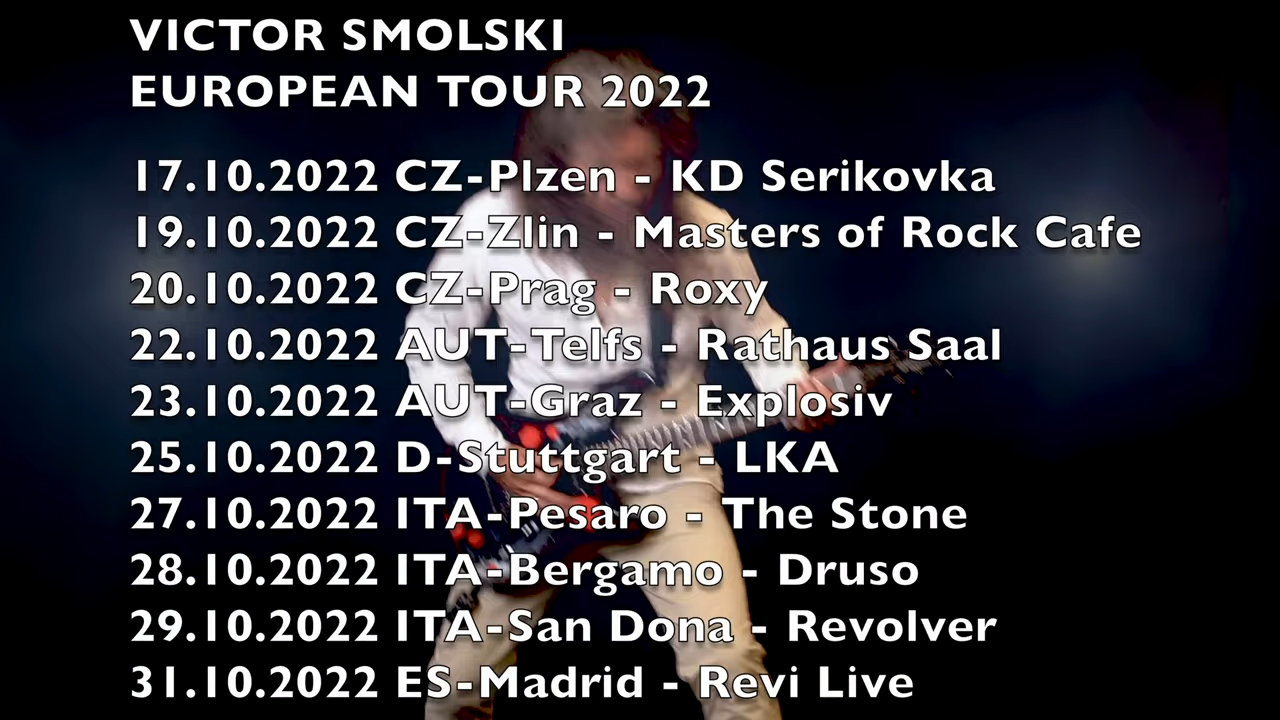 VICTOR SMOLSKI
EUROPEAN TOUR 2022
17.10.2022 CZ-Plzen - KD Serikovka
19.10.2022 CZ-Zlin - Masters of Rock Cafe
20.10.2022 CZ-Prag - Roxy
22.10.2022 AUT-Telfs - Rathaus Saal
23.10.2022 AUT-Graz - Explosiv
25.10.2022 D-Stuttgart - LKA
27.10.2022 ITA-Pesaro - The Stone
28.10.2022 ITA-Bergamo - Druso
29.10.2022 ITA-San Dona - Revolver
31.10.2022 ES-Madrid - Revi Live